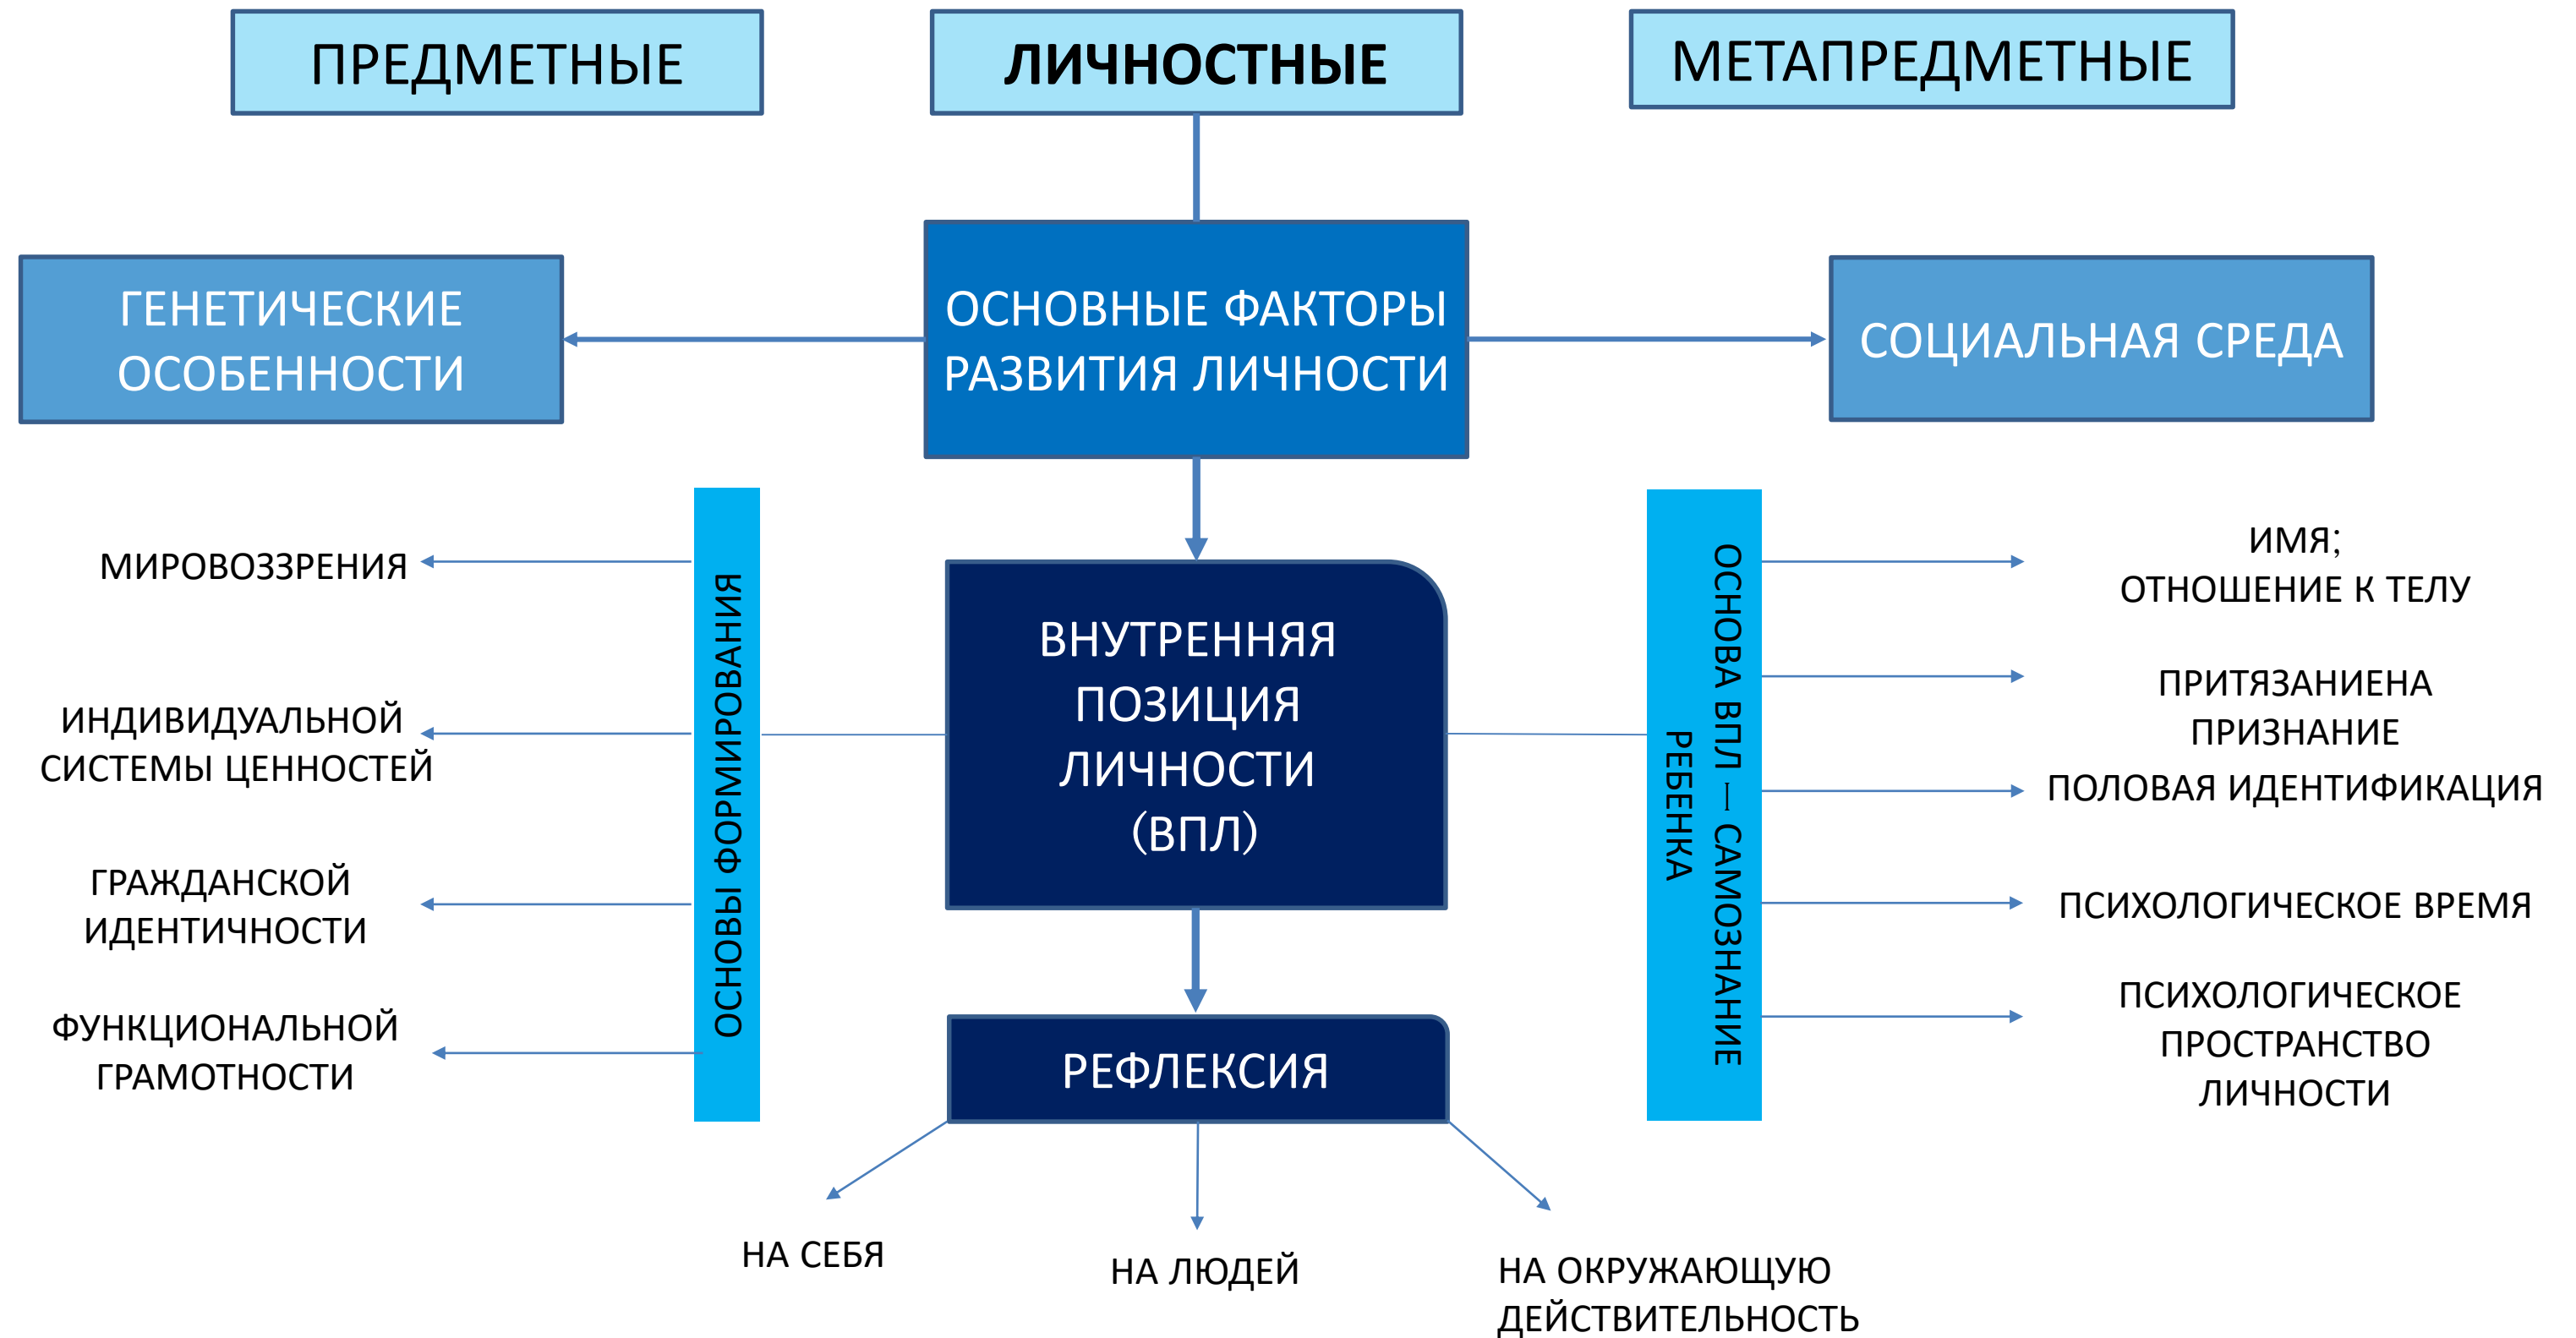 ПРЕДМЕТНЫЕ
ЛИЧНОСТНЫЕ
МЕТАПРЕДМЕТНЫЕ
ГЕНЕТИЧЕСКИЕ
ОСОБЕННОСТИ
ОСНОВНЫЕ ФАКТОРЫ
РАЗВИТИЯ ЛИЧНОСТИ
СОЦИАЛЬНАЯ СРЕДА
МИРОВОЗЗРЕНИЯ
ИНДИВИДУАЛЬНОЙ
СИСТЕМЫ ЦЕННОСТЕЙ
ГРАЖДАНСКОЙ
ИДЕНТИЧНОСТИ
ФУНКЦИОНАЛЬНОЙ
ГРАМОТНОСТИ
ОСНОВЫ ФОРМИРОВАНИЯ
ВНУТРЕННЯЯ
ПОЗИЦИЯ
ЛИЧНОСТИ
(ВПЛ)
ОСНОВА ВПЛ — САМОЗНАНИЕ
РЕБЕНКА
ИМЯ;
ОТНОШЕНИЕ К ТЕЛУ
ПРИТЯЗАНИЕНА
ПРИЗНАНИЕ
ПОЛОВАЯ ИДЕНТИФИКАЦИЯ
ПСИХОЛОГИЧЕСКОЕ ВРЕМЯ
ПСИХОЛОГИЧЕСКОЕ
ПРОСТРАНСТВО
ЛИЧНОСТИ
РЕФЛЕКСИЯ
НА СЕБЯ
НА ЛЮДЕЙ
НА ОКРУЖАЮЩУЮ
ДЕЙСТВИТЕЛЬНОСТЬ